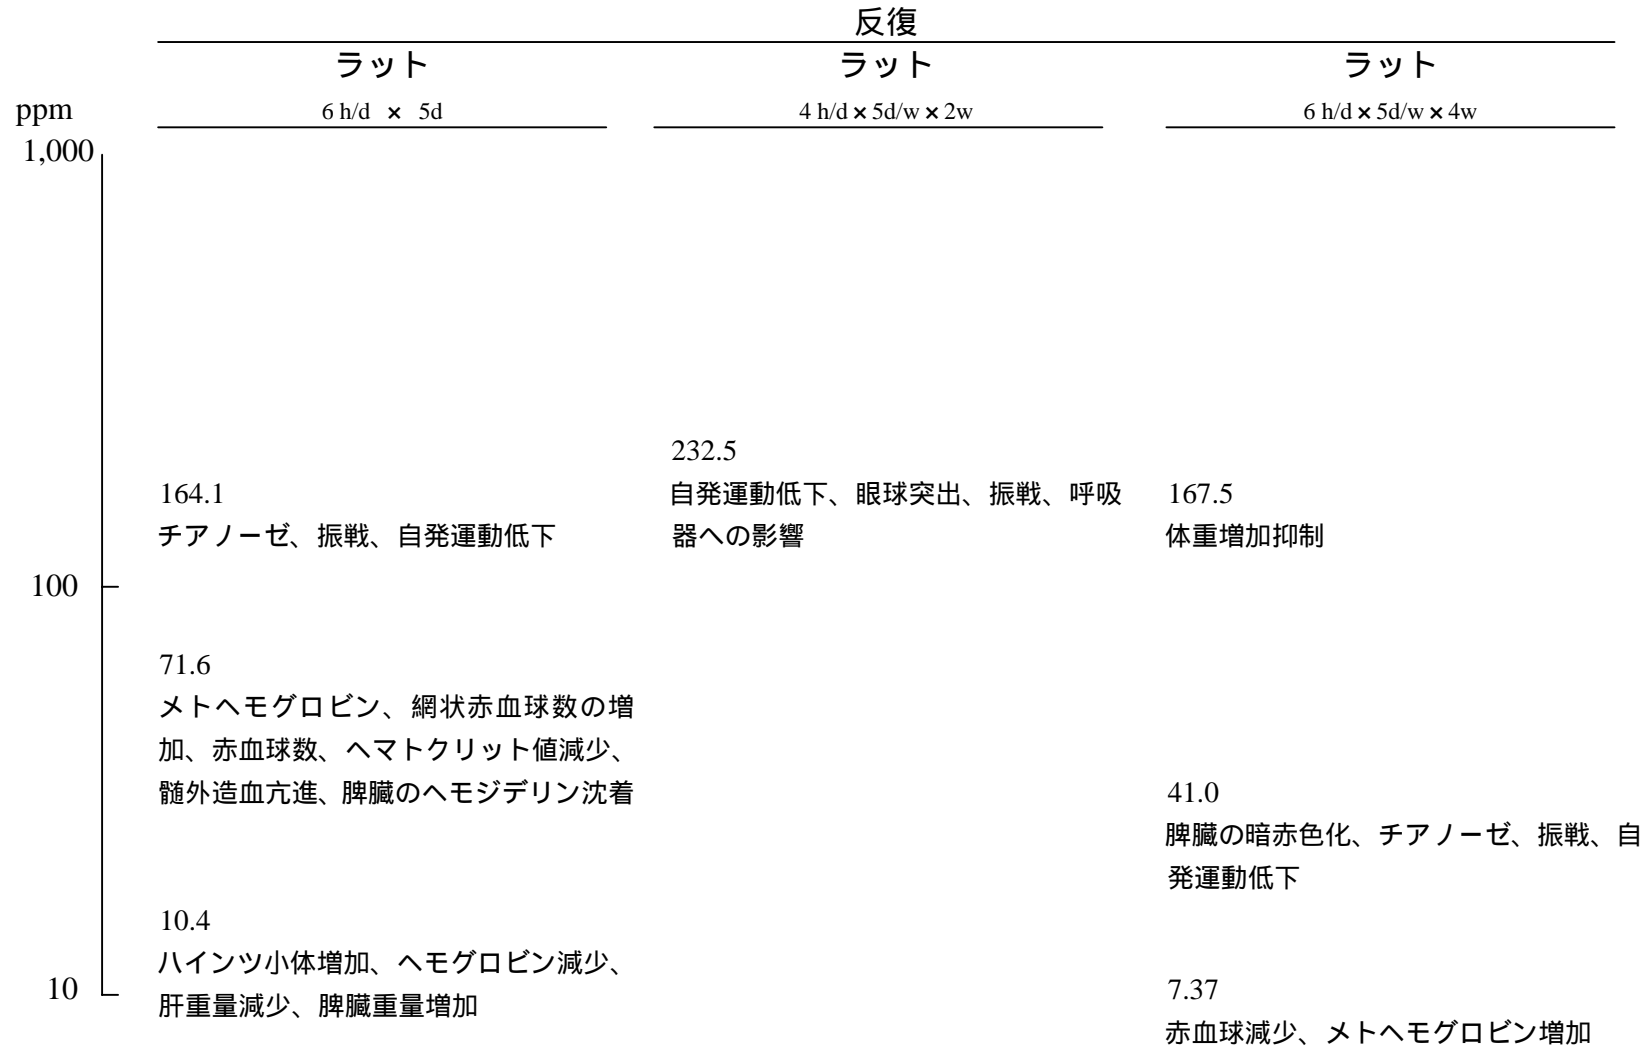 反復
ラット
ラット
ラット
ppm
6 h/d × 5d
4 h/d×5d/w×2w
6 h/d×5d/w×4w
1,000
232.5
自発運動低下、眼球突出、振戦、呼吸
器への影響
164.1
チアノーゼ、振戦、自発運動低下
167.5
体重増加抑制
100
71.6
メトヘモグロビン、網状赤血球数の増
加、赤血球数、ヘマトクリット値減少、
髄外造血亢進、脾臓のヘモジデリン沈着
41.0
脾臓の暗赤色化、チアノーゼ、振戦、自
発運動低下
10.4
ハインツ小体増加、ヘモグロビン減少、
肝重量減少、脾臓重量増加
10
7.37
赤血球減少、メトヘモグロビン増加